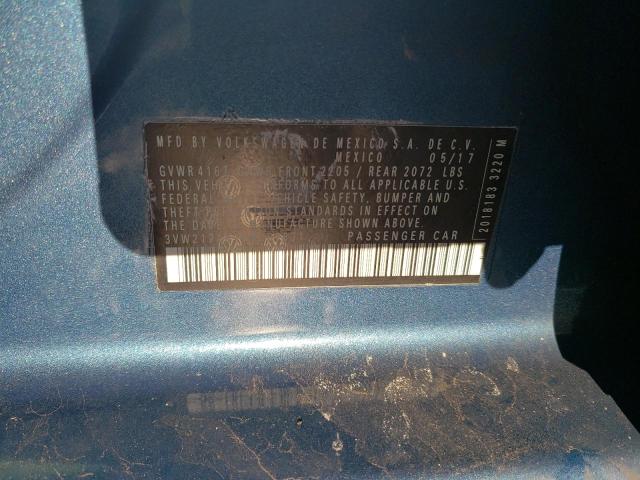 MFD BY VOLKSWAGEN DE MEXICO S.A. DE C.V.
MEXICO 05/17
FRONT 2205 / REAR 2072 LBS
THIS CONFORMS TO ALL APPLICABLE
FEDERAL VEHICLE SAFETY, BUMPER AND
THEFT PREVENTION STANDARDS IN EFFECT ON
THE DATE OF MANUFACTURE SHOWN ABOVE.
PASSENGER CAR
2018183 3220 M